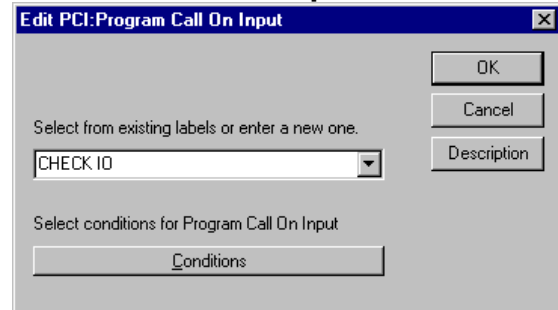 Edit PCI:Program Call On Input
OK
Cancel
Select from existing labels or enter a new one.
Description
CHECK IO
Select conditions for Program Call On Input
Conditions